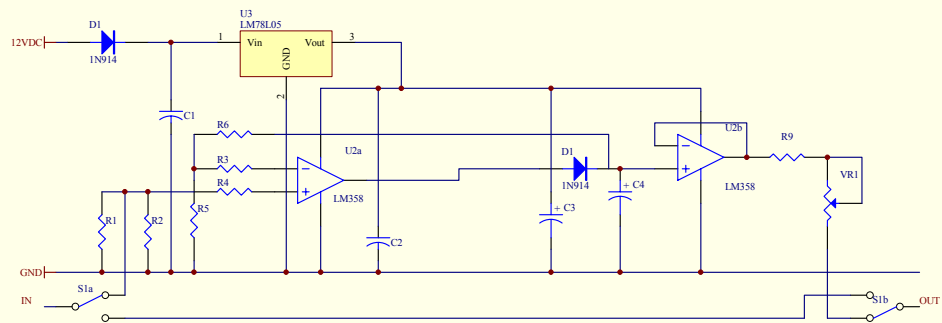 U3
LM78L05
D1
12VDC
1N914
1
Vin
Vout
3
GND
2
C1
R6
U2a
R3
R4
LM358
D1
1N914
U2b
R9
LM358
VR1
R1
R2
R5
C2
+ C3
+ C4
GND
S1a
IN
S1b
OUT